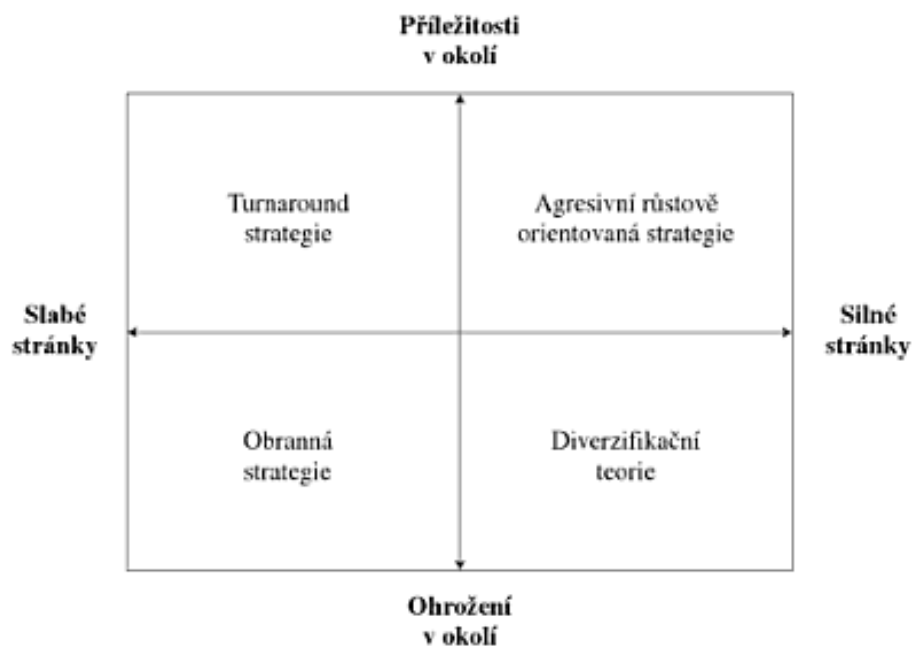 Příležitosti
v okolí
Turnaround
strategie
Agresivní růstově
orientovaná strategie
Slabé
stránky
Silné
stránky
Obranná
strategie
Diverzifikační
teorie
Ohrožení
v okolí